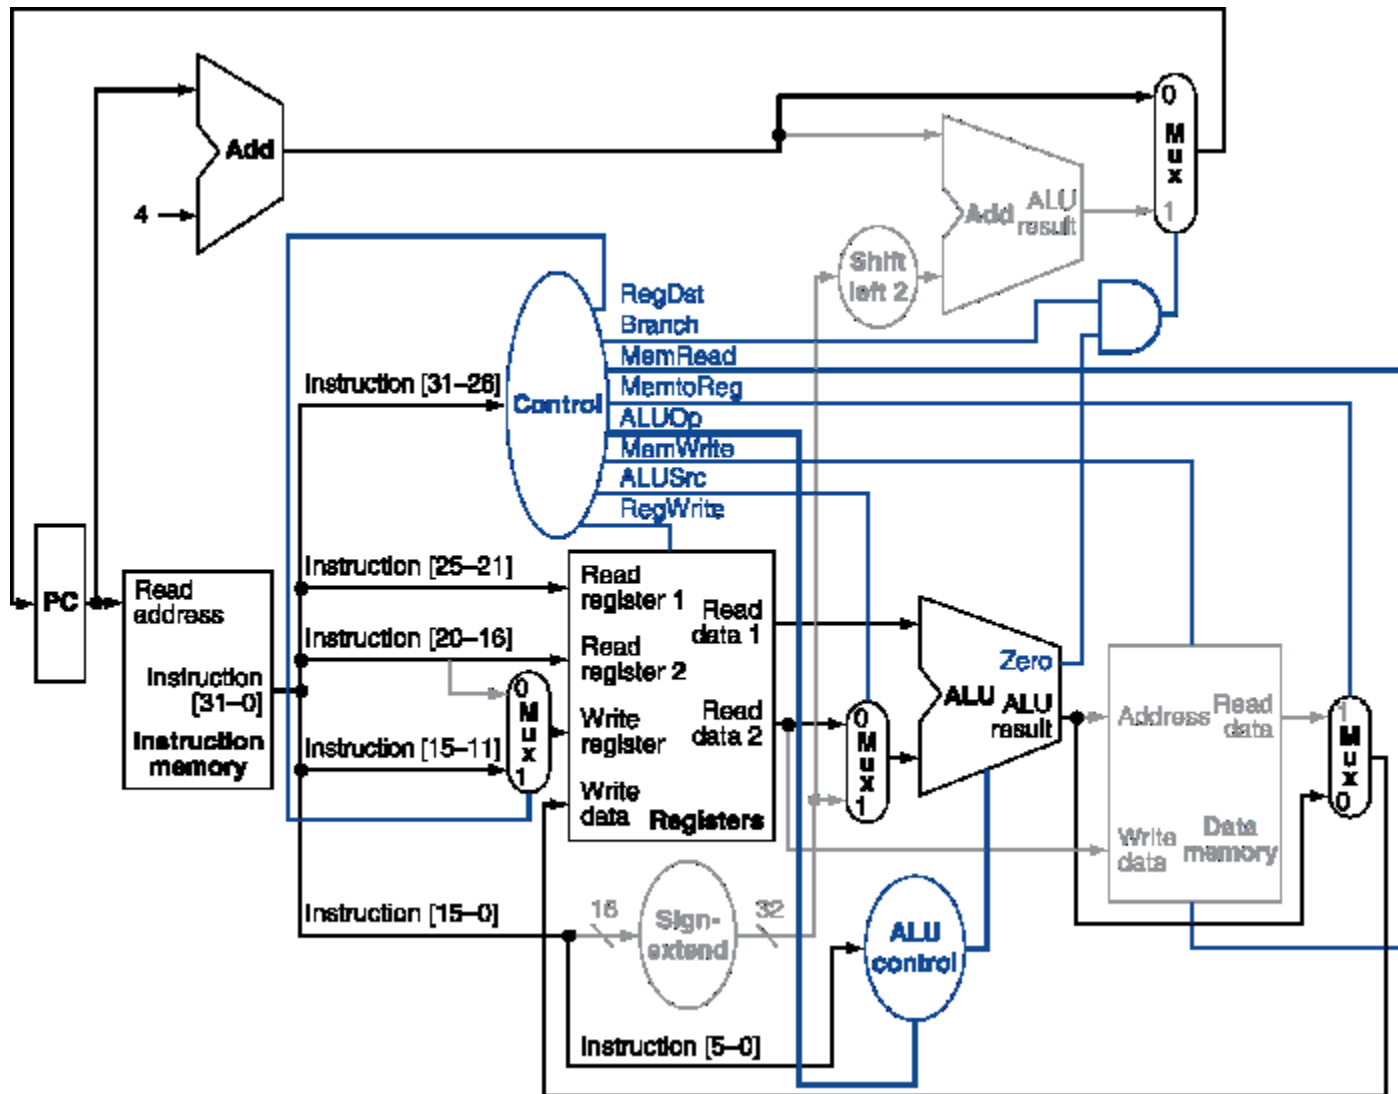 0
M
u
x
1
Add
4
Add
ALU
result
Shift
left 2
RegDst
Branch
MemRead
MemtoReg
ALUOp
MemWrite
ALUSrc
RegWrite
Instruction [31–26]
Control
PC
Read
address
Instruction
[31–0]
Instruction
memory
Instruction [25–21]
Instruction [20–16]
Instruction [15–11]
0
M
u
x
1
Read
register 1
Read
register 2
Write
register
Write
data
Read
data 1
Read
data 2
Registers
0
M
u
x
1
Zero
ALU
ALU
result
Address
Read
data
Write
data
Data
memory
1
M
u
x
0
Instruction [15–0]
16
Sign-
extend
32
ALU
control
Instruction [5–0]